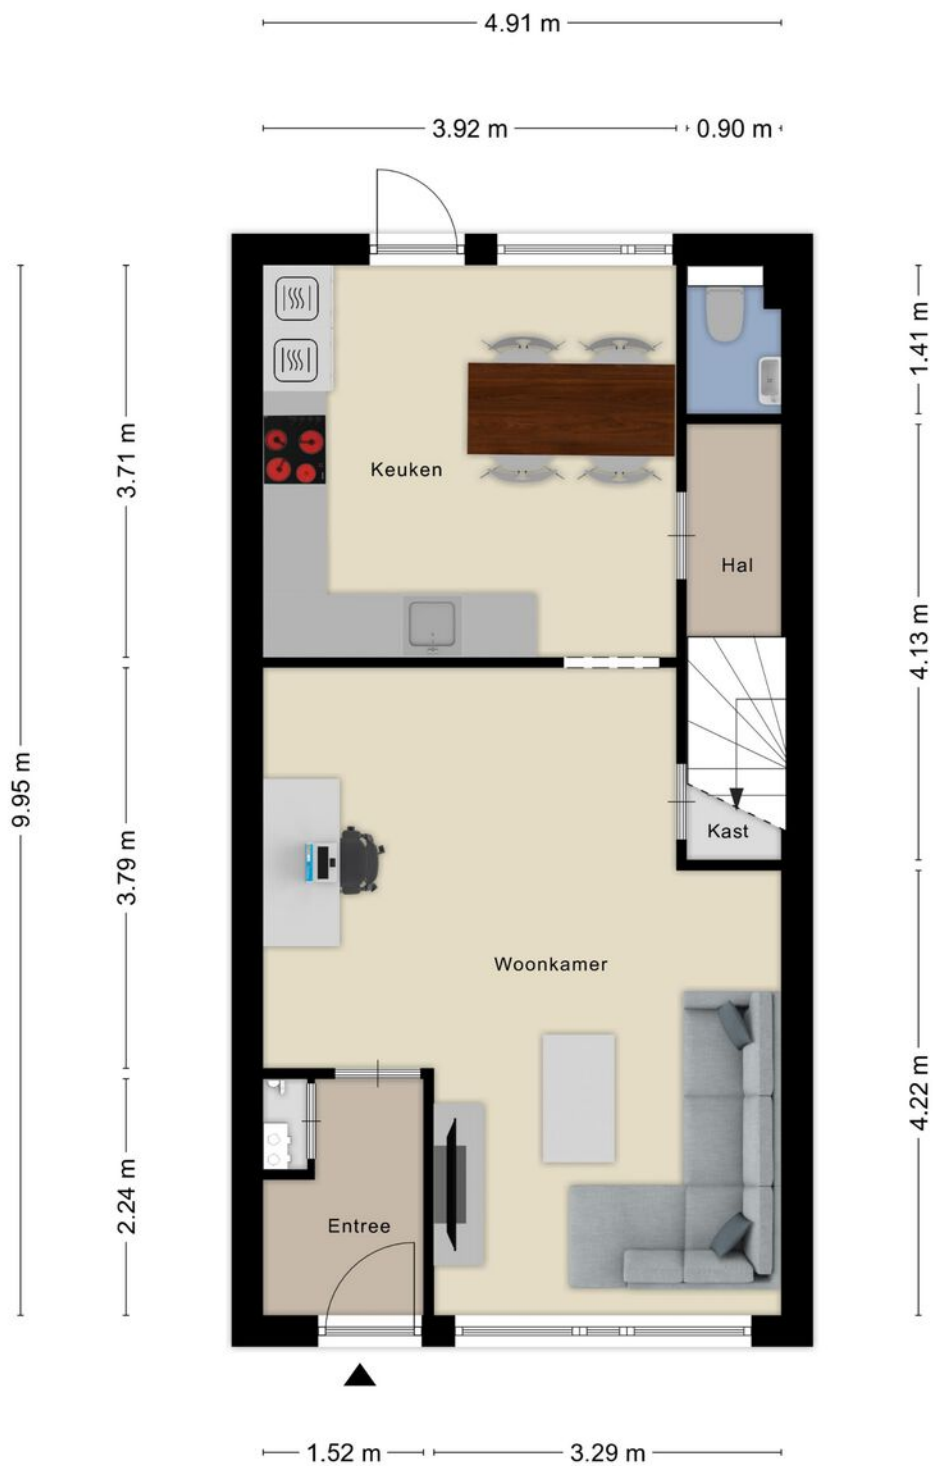 4.91 m
3.92 m
0.90 m
1.41 m
3.71 m
Keuken
Hal
4.13 m
9.95 m
3.79 m
Kast
Woonkamer
4.22 m
2.24 m
Entree
1.52 m
3.29 m